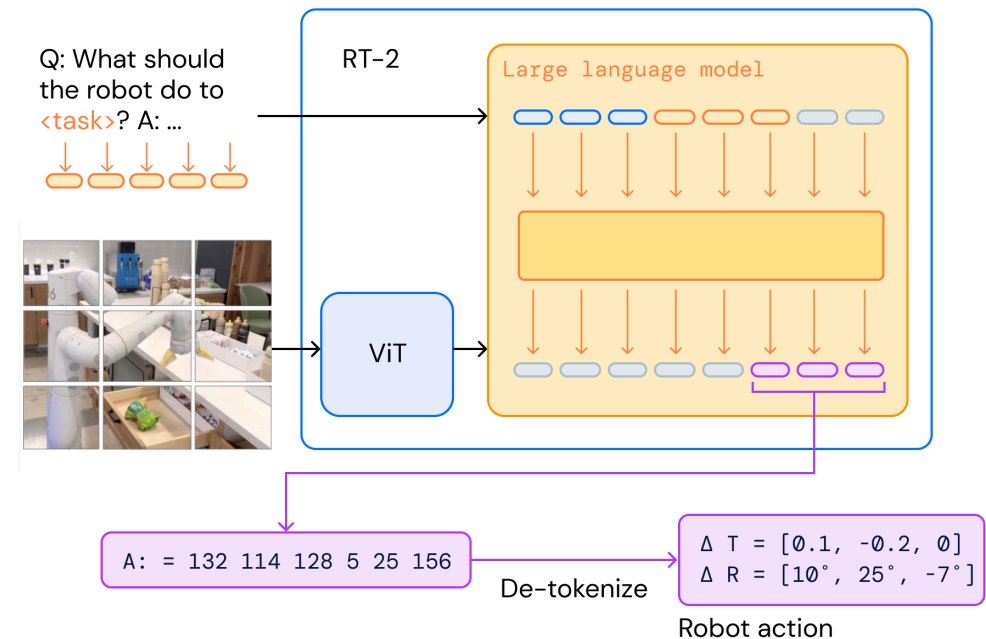 Q: What should
the robot do to
<task>? A: ...
RT-2
Large language model
ViT
A: = 132 114 128 5 25 156
De-tokenize
Δ T = [0.1, -0.2, 0]
Δ R = [10°, 25°, -7°]
Robot action